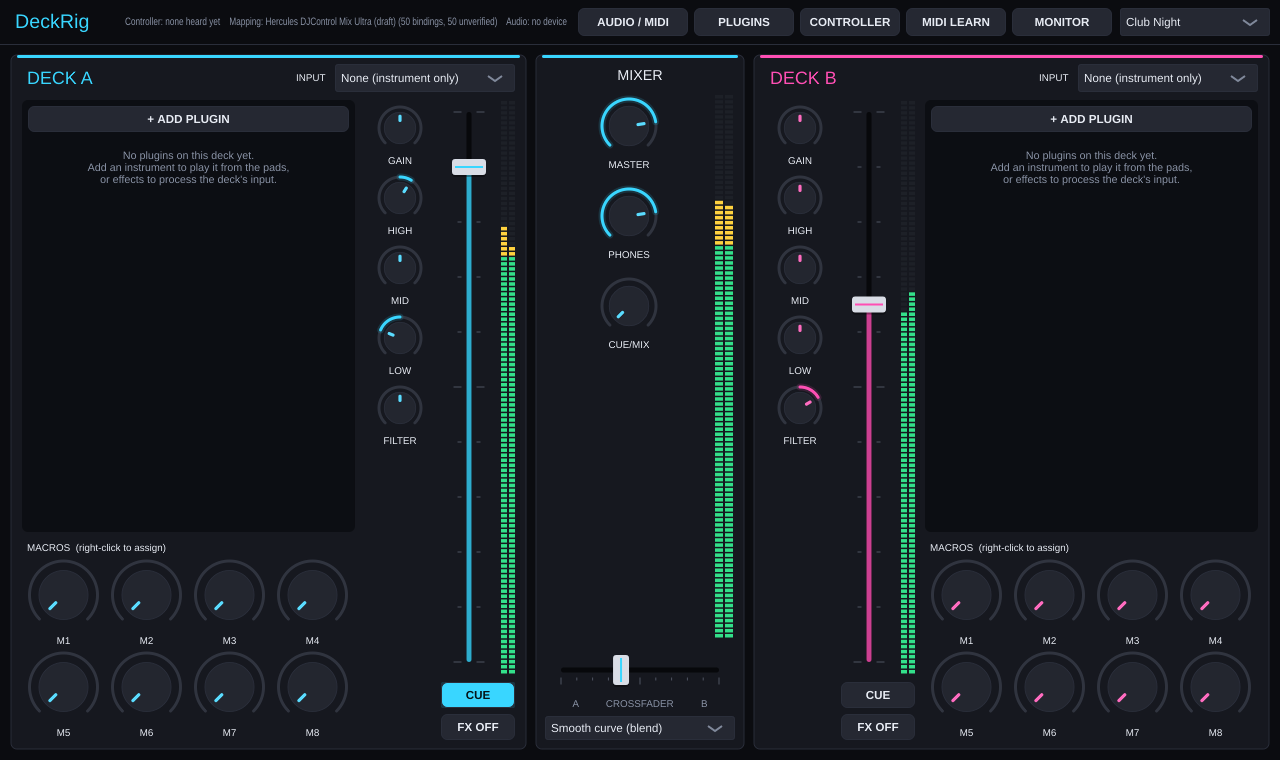 DeckRig
Controller: none heard yet Mapping: Hercules DJControl Mix Ultra (draft) (50 bindings, 50 unverified) Audio: no device
AUDIO / MIDI
PLUGINS
CONTROLLER
MIDI LEARN
MONITOR
Club Night
DECK A
INPUT
None (instrument only)
+ ADD PLUGIN
No plugins on this deck yet.
Add an instrument to play it from the pads,
or effects to process the deck's input.
GAIN
HIGH
MID
LOW
FILTER
MACROS (right-click to assign)
M1
M2
M3
M4
M5
M6
M7
M8
CUE
FX OFF
MIXER
MASTER
PHONES
CUE/MIX
A
CROSSFADER
B
Smooth curve (blend)
DECK B
INPUT
None (instrument only)
GAIN
HIGH
MID
LOW
FILTER
CUE
FX OFF
+ ADD PLUGIN
No plugins on this deck yet.
Add an instrument to play it from the pads,
or effects to process the deck's input.
MACROS (right-click to assign)
M1
M2
M3
M4
M5
M6
M7
M8